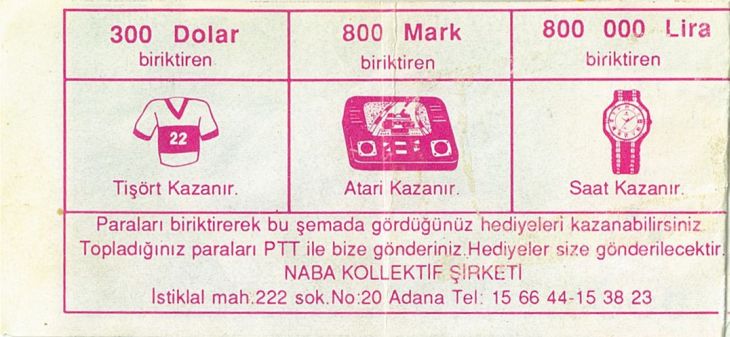 300 Dolar
biriktiren
800 Mark
biriktiren
800 000 Lira
biriktiren
22
Tişört Kazanır.
Atari Kazanır.
Saat Kazanır.
Paraları biriktirerek bu şemada gördüğünüz hediyeleri kazanabilirsiniz
Topladığınız paraları PTT ile bize gönderiniz.Hediyeler size gönderilecektir.
NABA KOLLEKTİF ŞİRKETİ
İstiklal mah.222 sok.No:20 Adana Tel: 15 66 44-15 38 23